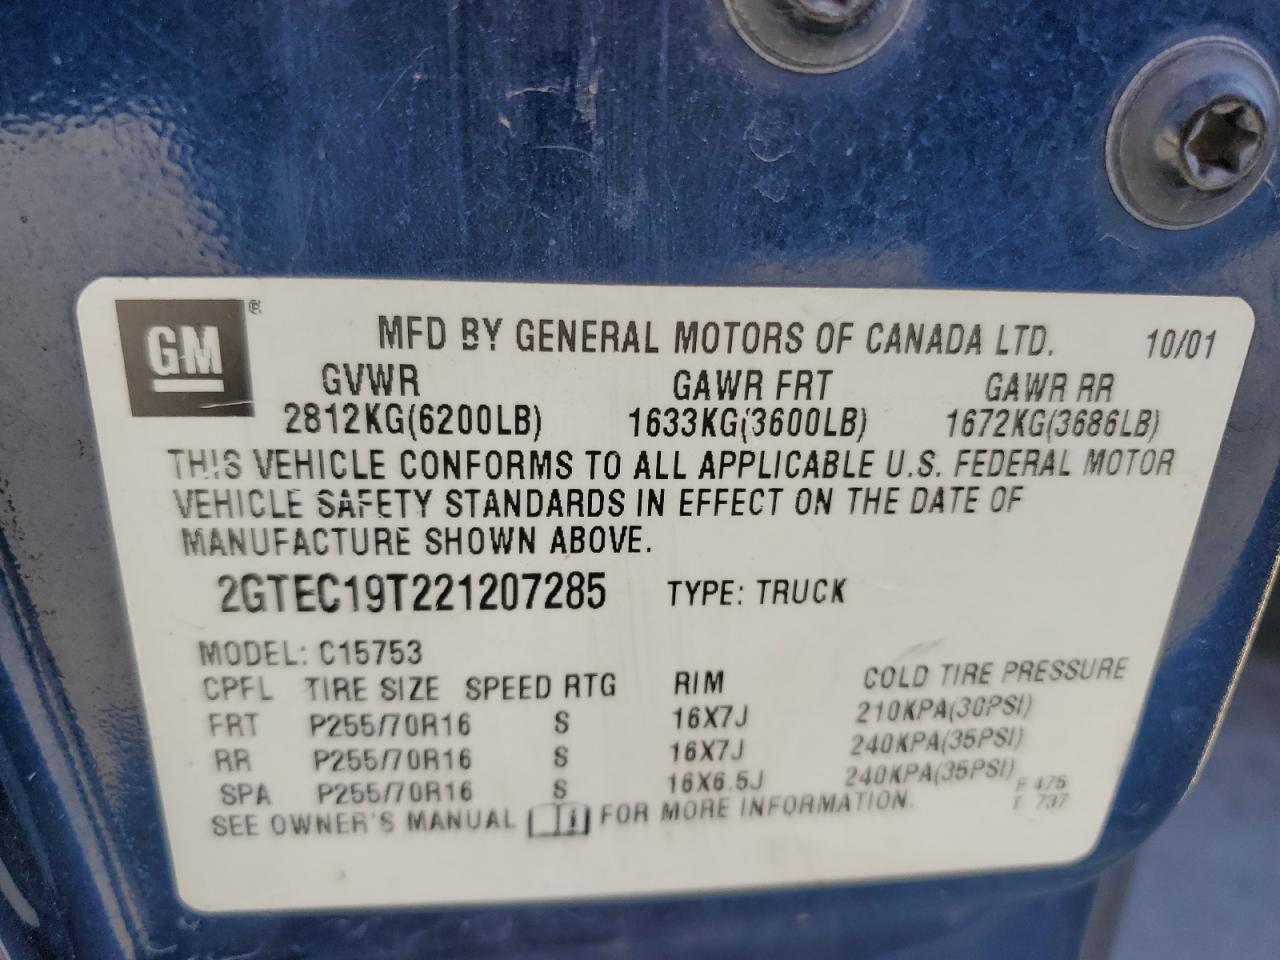 GM ®
MFD BY GENERAL MOTORS OF CANADA LTD. 10/01
GVWR GAWR FRT GAWR RR
2812KG(6200LB) 1633KG(3600LB) 1672KG(3686LB)
THIS VEHICLE CONFORMS TO ALL APPLICABLE U.S. FEDERAL MOTOR
VEHICLE SAFETY STANDARDS IN EFFECT ON THE DATE OF
MANUFACTURE SHOWN ABOVE.
2GTEC19T221207285 TYPE: TRUCK
MODEL: C15753
CPFL TIRE SIZE SPEED RTG RIM COLD TIRE PRESSURE
FRT P255/70R16 S 16X7J 210KPA(30PSI)
RR P255/70R16 S 16X7J 240KPA(35PSI)
SPA P255/70R16 S 16X6.5J 240KPA(35PSI)
SEE OWNER'S MANUAL FOR MORE INFORMATION.
475
737